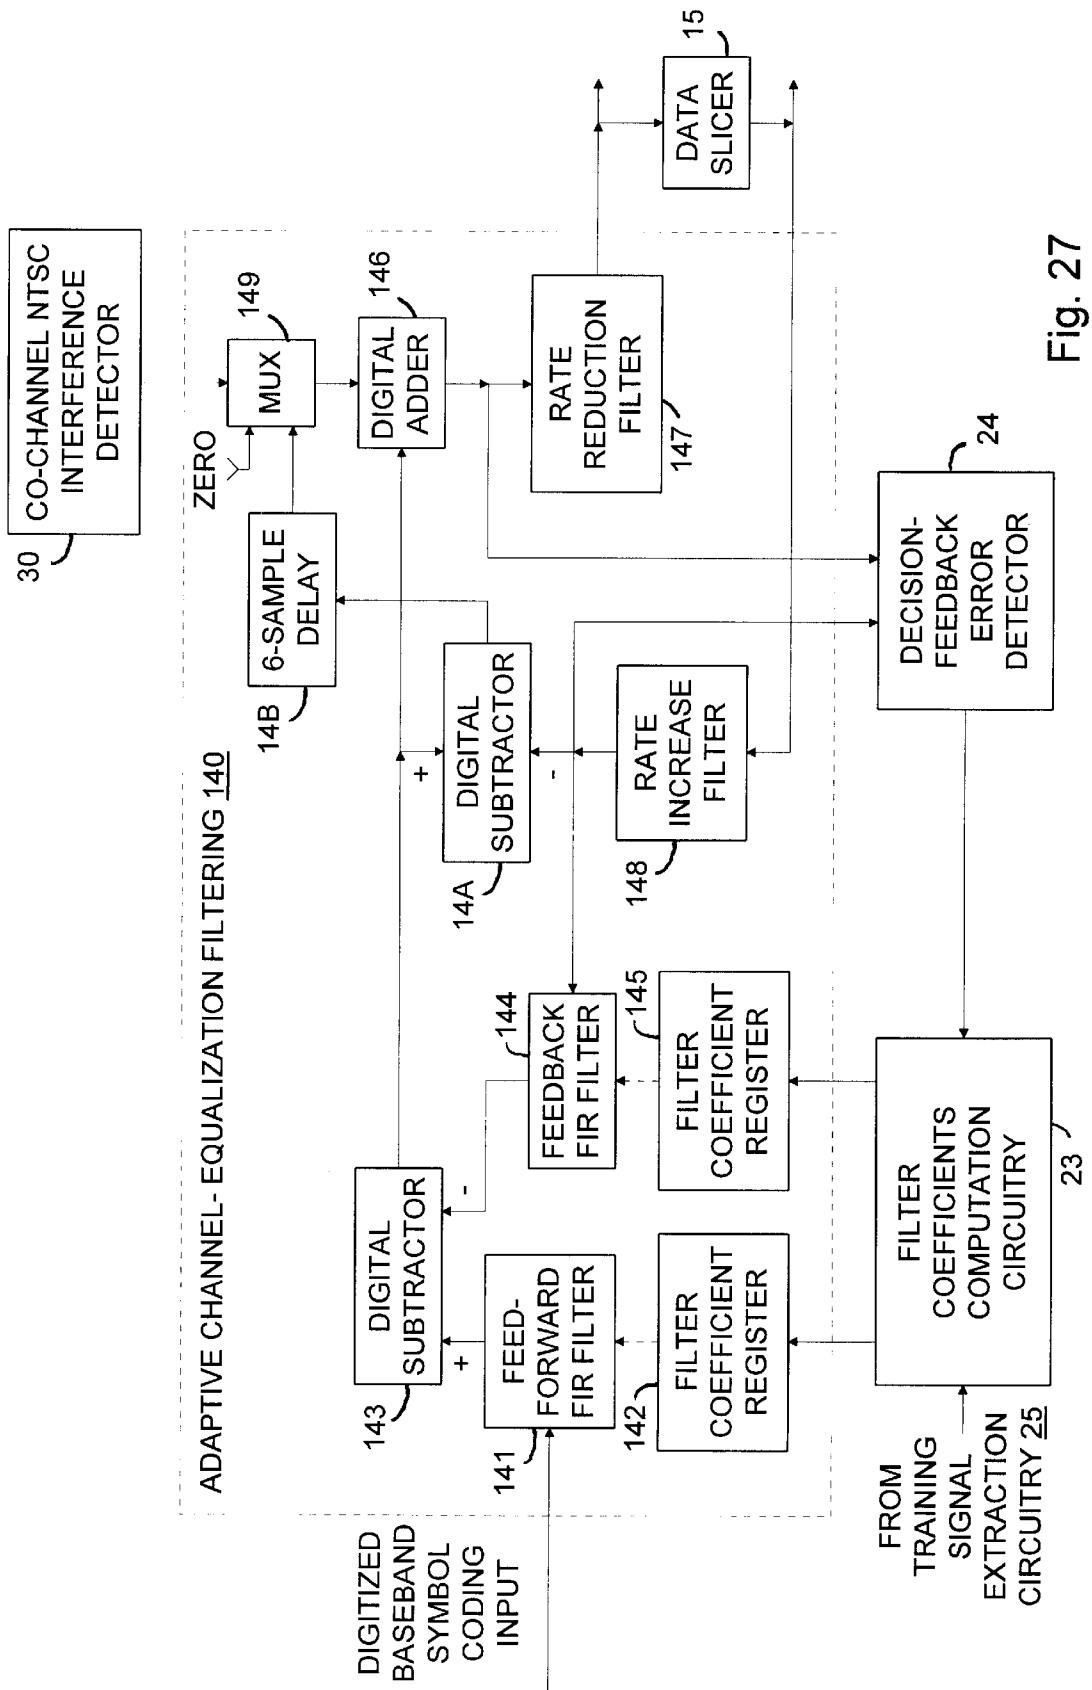 30
CO-CHANNEL NTSC
INTERFERENCE
DETECTOR
ADAPTIVE CHANNEL- EQUALIZATION FILTERING 140
ZERO
MUX
149
6-SAMPLE
DELAY
14B
DIGITAL
ADDER
146
DIGITAL
SUBTRACTOR
143
+
-
DIGITAL
SUBTRACTOR
14A
+
-
RATE
REDUCTION
FILTER
147
DATA
SLICER
15
DIGITIZED
BASEBAND
SYMBOL
CODING
INPUT
FEED-
FORWARD
FIR FILTER
141
FEEDBACK
FIR FILTER
144
RATE
INCREASE
FILTER
148
FILTER
COEFFICIENT
REGISTER
142
FILTER
COEFFICIENT
REGISTER
145
DECISION-
FEEDBACK
ERROR
DETECTOR
24
FROM
TRAINING
SIGNAL
EXTRACTION
CIRCUITRY 25
FILTER
COEFFICIENTS
COMPUTATION
CIRCUITRY
23
Fig. 27